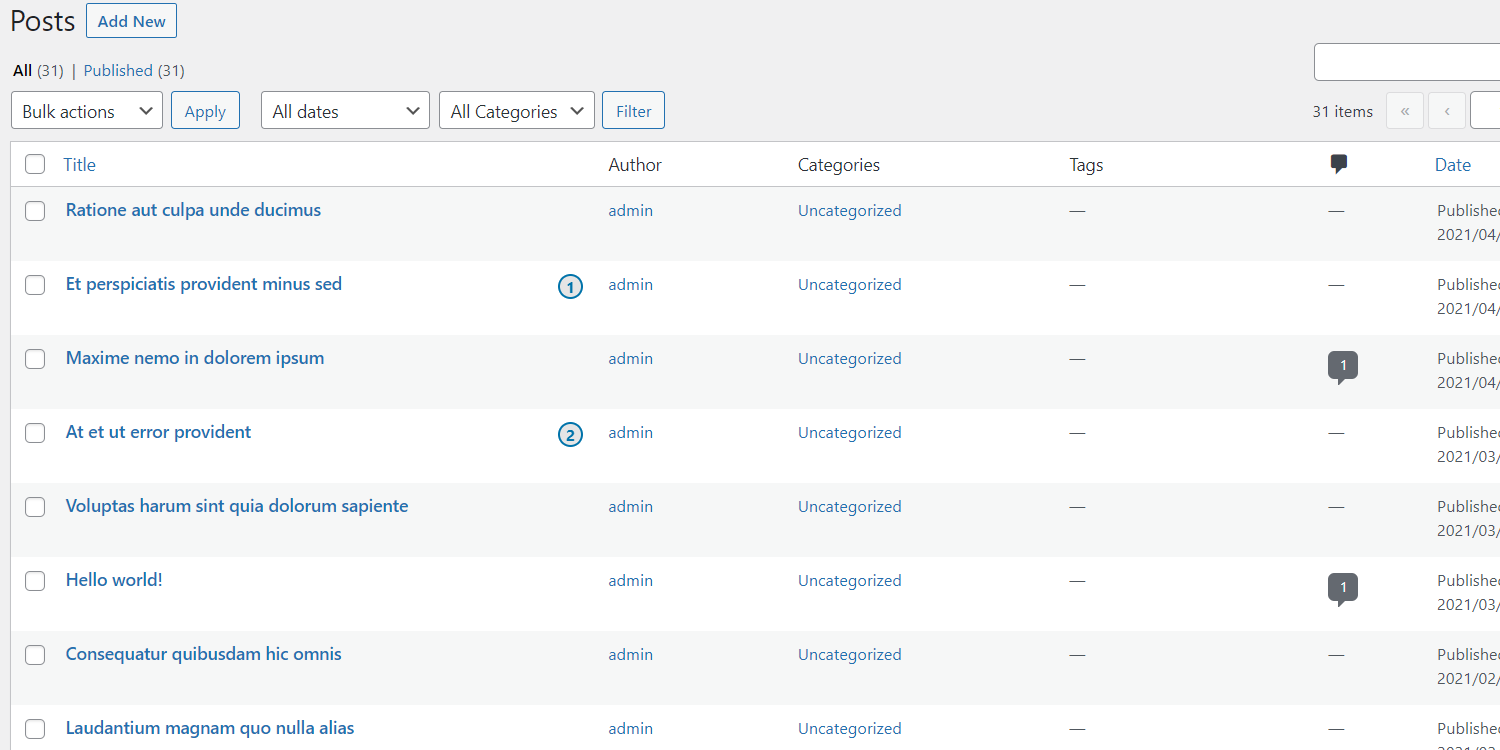 Posts Add New
All (31) | Published (31)
Bulk actions Apply All dates All Categories Filter 31 items « ‹
Title Author Categories Tags Date
Ratione aut culpa unde ducimus admin Uncategorized — — Published
2021/04/
Et perspiciatis provident minus sed 1 admin Uncategorized — — Published
2021/04/
Maxime nemo in dolorem ipsum admin Uncategorized — 1 Published
2021/04/
At et ut error provident 2 admin Uncategorized — — Published
2021/03/
Voluptas harum sint quia dolorum sapiente admin Uncategorized — — Published
2021/03/
Hello world! admin Uncategorized — 1 Published
2021/03/
Consequatur quibusdam hic omnis admin Uncategorized — — Published
2021/02/
Laudantium magnam quo nulla alias admin Uncategorized — — Published